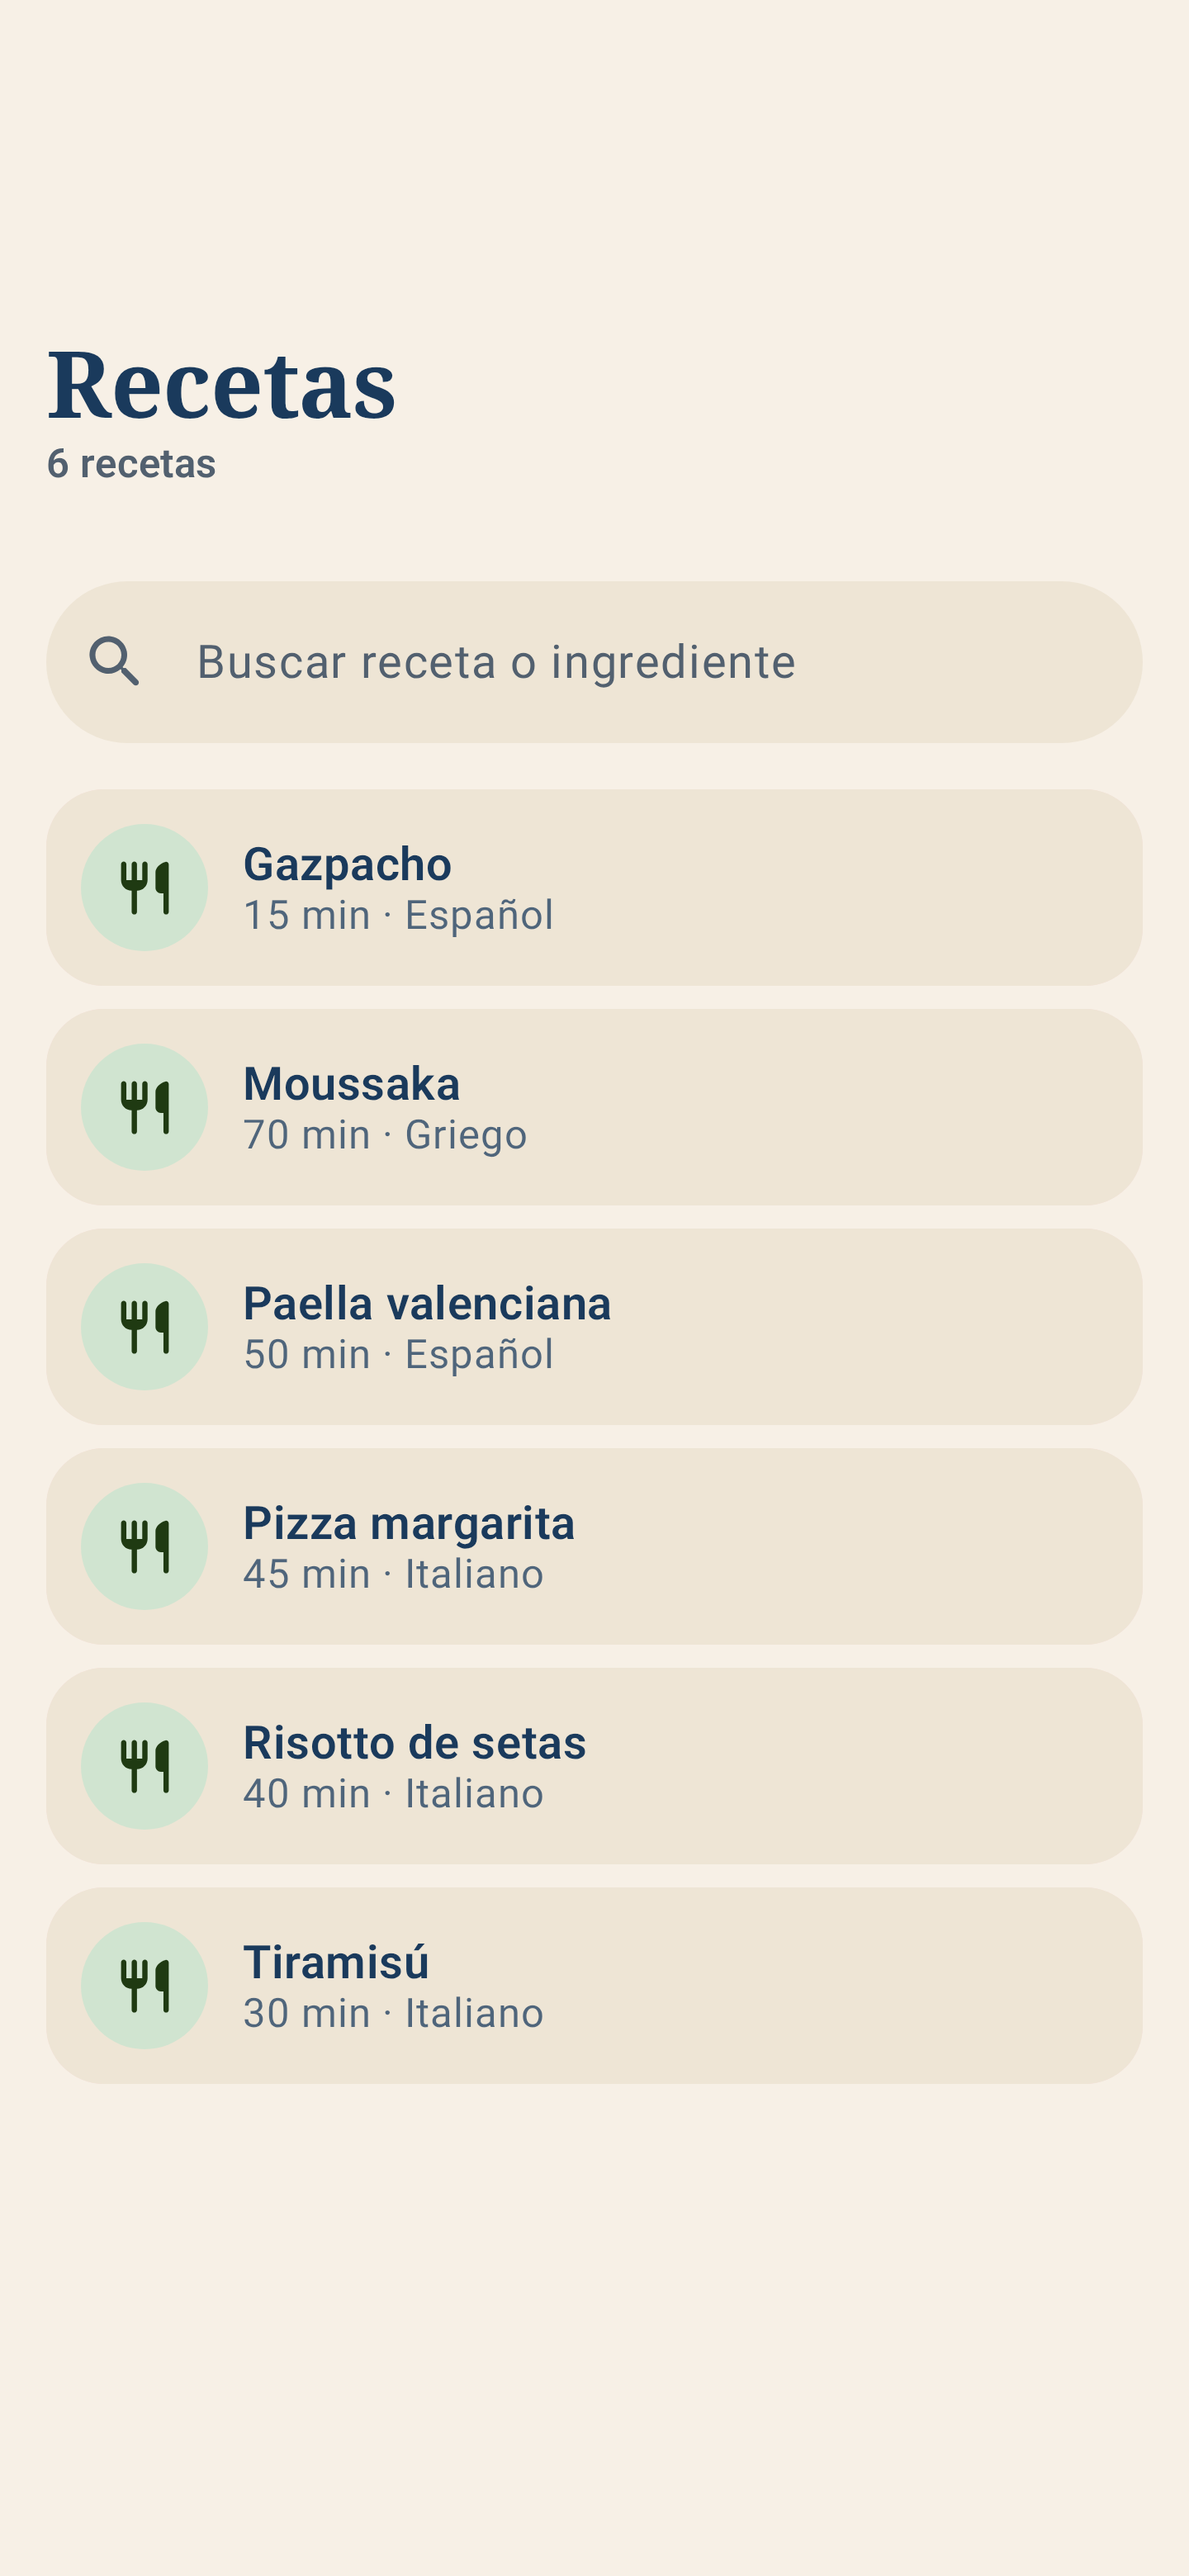 Recetas
6 recetas
Buscar receta o ingrediente
Gazpacho
15 min · Español
Moussaka
70 min · Griego
Paella valenciana
50 min · Español
Pizza margarita
45 min · Italiano
Risotto de setas
40 min · Italiano
Tiramisú
30 min · Italiano